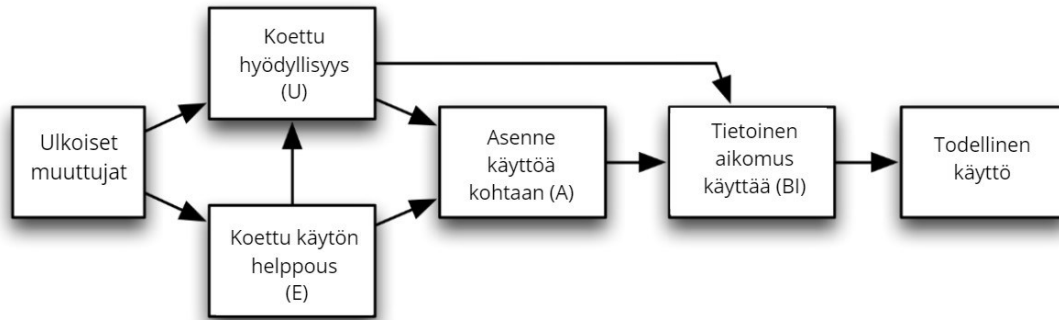 Koettu
hyödyllisyys
(U)
Ulkoiset
muuttujat
Koettu käytön
helppous
(E)
Asenne
käyttöä
kohtaan (A)
Tietoinen
aikomus
käyttää (BI)
Todellinen
käyttö